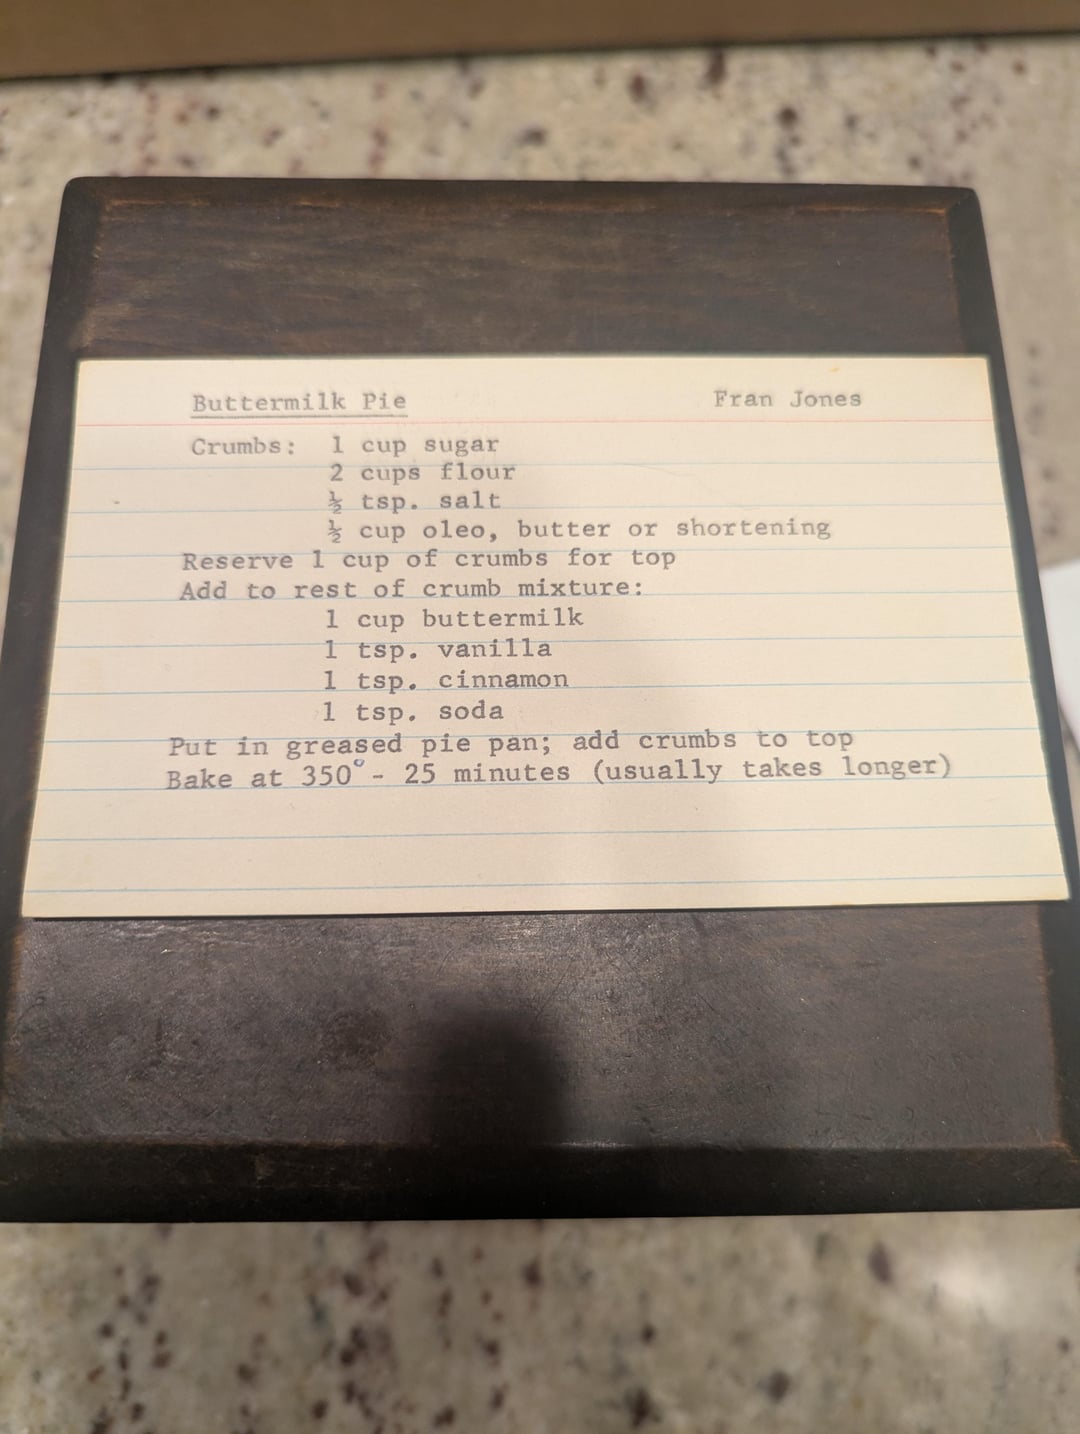 Buttermilk Pie Fran Jones
Crumbs: 1 cup sugar
2 cups flour
½ tsp. salt
½ cup oleo, butter or shortening
Reserve 1 cup of crumbs for top
Add to rest of crumb mixture:
1 cup buttermilk
1 tsp. vanilla
1 tsp. cinnamon
1 tsp. soda
Put in greased pie pan; add crumbs to top
Bake at 350° - 25 minutes (usually takes longer)